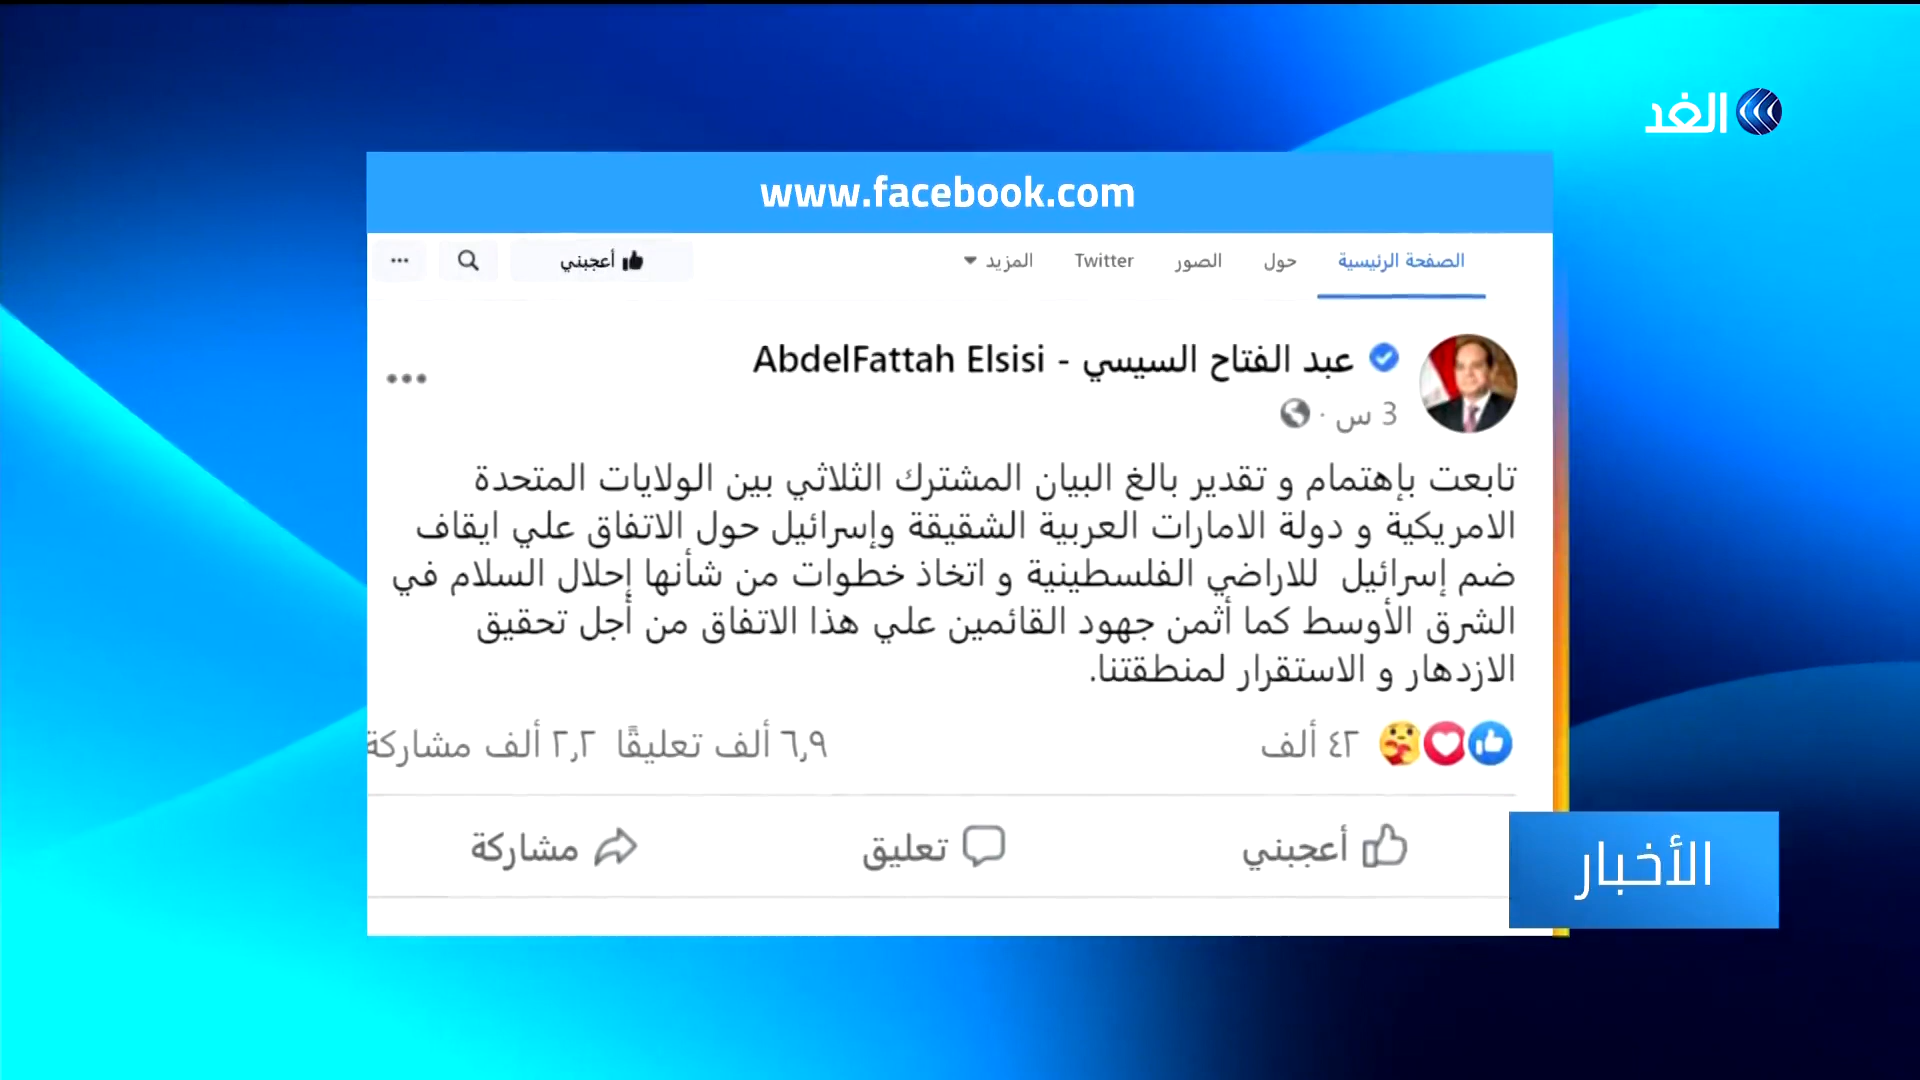 الغد
www.facebook.com
الصفحة الرئيسية حول الصور Twitter المزيد أعجبني
عبد الفتاح السيسي - AbdelFattah Elsisi
3 س ·
تابعت بإهتمام و تقدير بالغ البيان المشترك الثلاثي بين الولايات المتحدة
الامريكية و دولة الامارات العربية الشقيقة وإسرائيل حول الاتفاق علي ايقاف
ضم إسرائيل للاراضي الفلسطينية و اتخاذ خطوات من شأنها إحلال السلام في
الشرق الأوسط كما أثمن جهود القائمين علي هذا الاتفاق من أجل تحقيق
الازدهار و الاستقرار لمنطقتنا.
٤٢ ألف ٦,٩ ألف تعليقًا ٢,٢ ألف مشاركة
أعجبني تعليق مشاركة
الأخبار